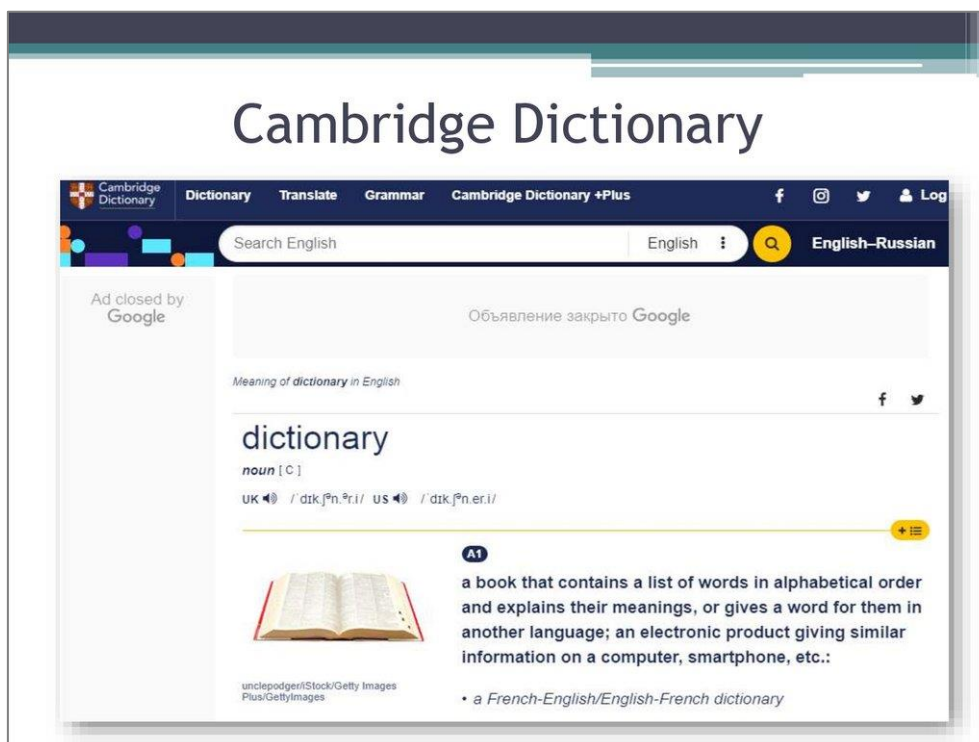 Cambridge Dictionary
Cambridge
Dictionary
Dictionary Translate Grammar Cambridge Dictionary +Plus Log
Search English English English–Russian
Ad closed by
Google
Объявление закрыто Google
Meaning of dictionary in English
dictionary
noun [ C ]
UK /ˈdɪk.ʃᵊn.ᵊr.i/ US /ˈdɪk.ʃᵊn.er.i/
A1
a book that contains a list of words in alphabetical order
and explains their meanings, or gives a word for them in
another language; an electronic product giving similar
information on a computer, smartphone, etc.:
unclepodger/iStock/Getty Images
Plus/GettyImages
• a French-English/English-French dictionary